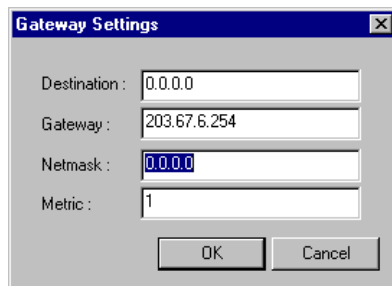 Gateway Settings
Destination : 0.0.0.0
Gateway : 203.67.6.254
Netmask : 0.0.0.0
Metric : 1
OK Cancel